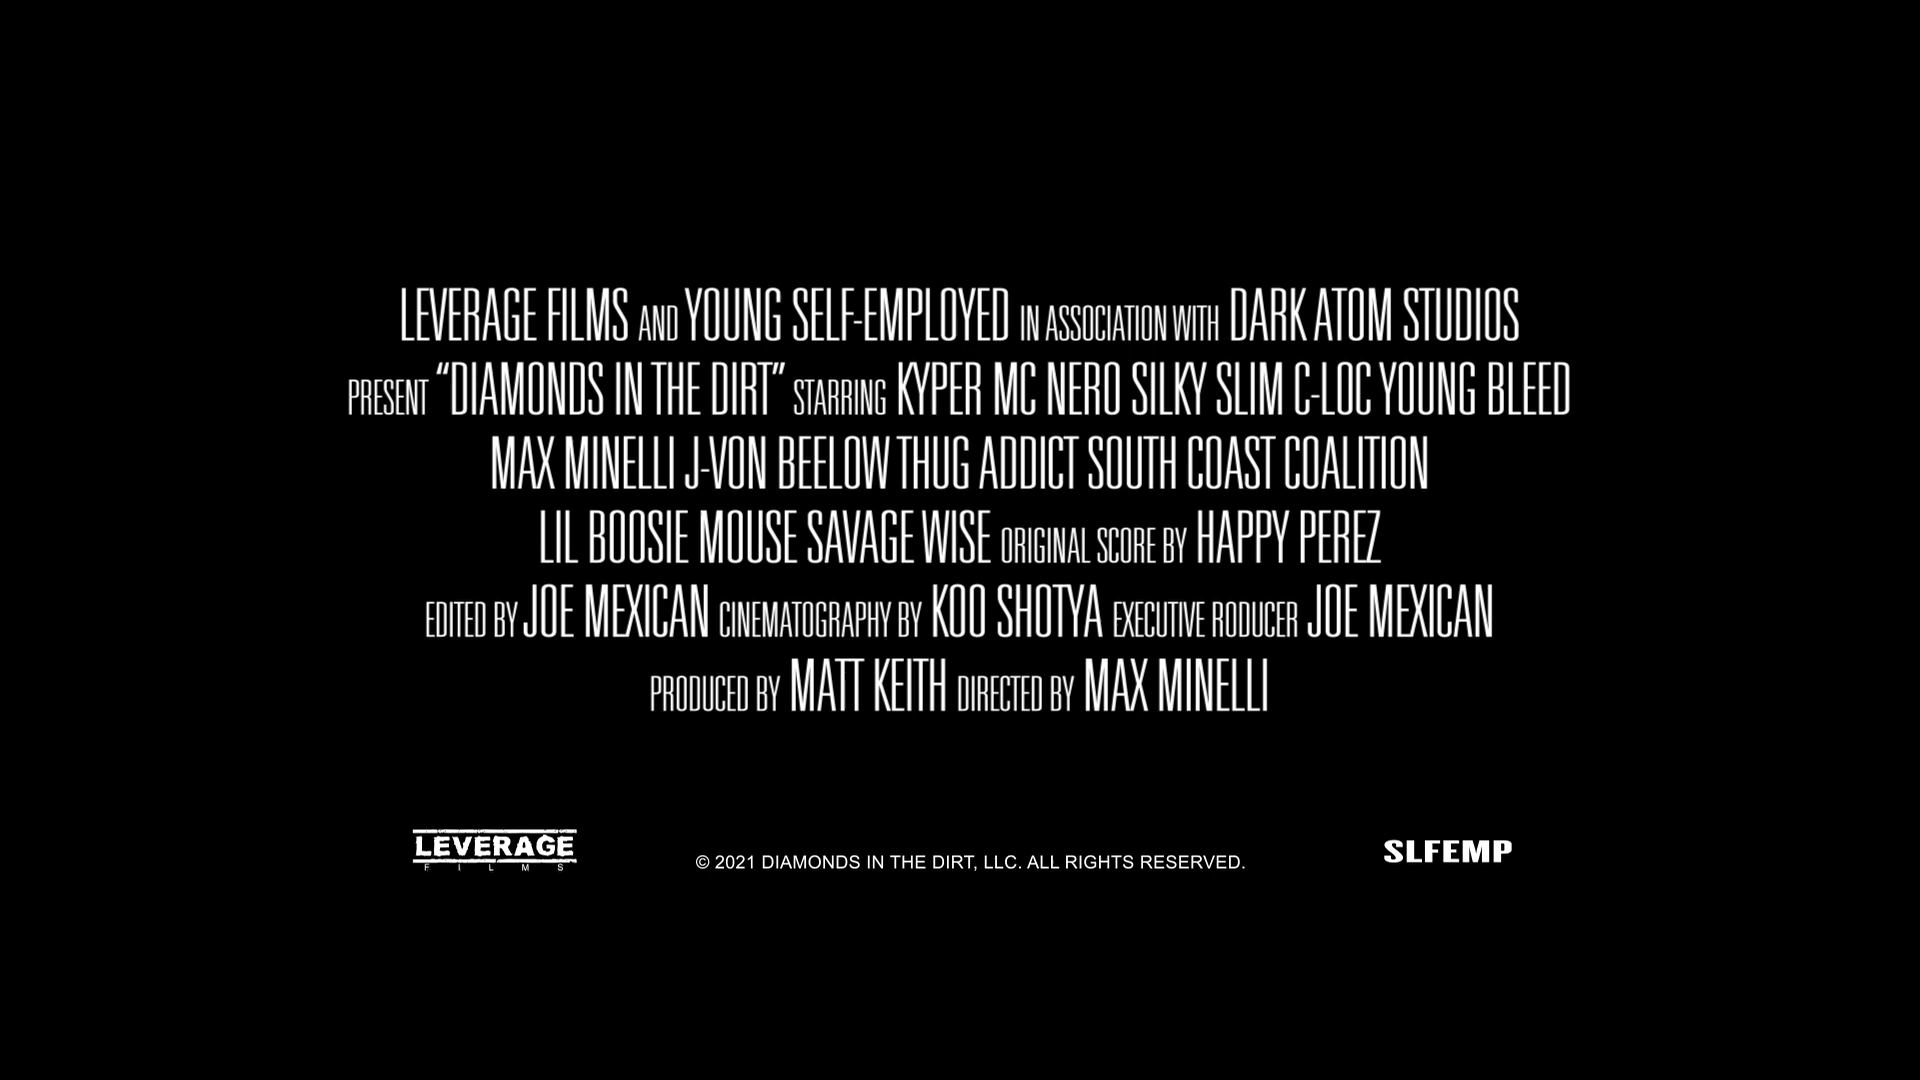 LEVERAGE FILMS AND YOUNG SELF-EMPLOYED IN ASSOCIATION WITH DARK ATOM STUDIOS
PRESENT “DIAMONDS IN THE DIRT” STARRING KYPER MC NERO SILKY SLIM C-LOC YOUNG BLEED
MAX MINELLI J-VON BEELOW THUG ADDICT SOUTH COAST COALITION
LIL BOOSIE MOUSE SAVAGE WISE ORIGINAL SCORE BY HAPPY PEREZ
EDITED BY JOE MEXICAN CINEMATOGRAPHY BY KOO SHOTYA EXECUTIVE RODUCER JOE MEXICAN
PRODUCED BY MATT KEITH DIRECTED BY MAX MINELLI
LEVERAGE
FILMS
© 2021 DIAMONDS IN THE DIRT, LLC. ALL RIGHTS RESERVED.
SLFEMP